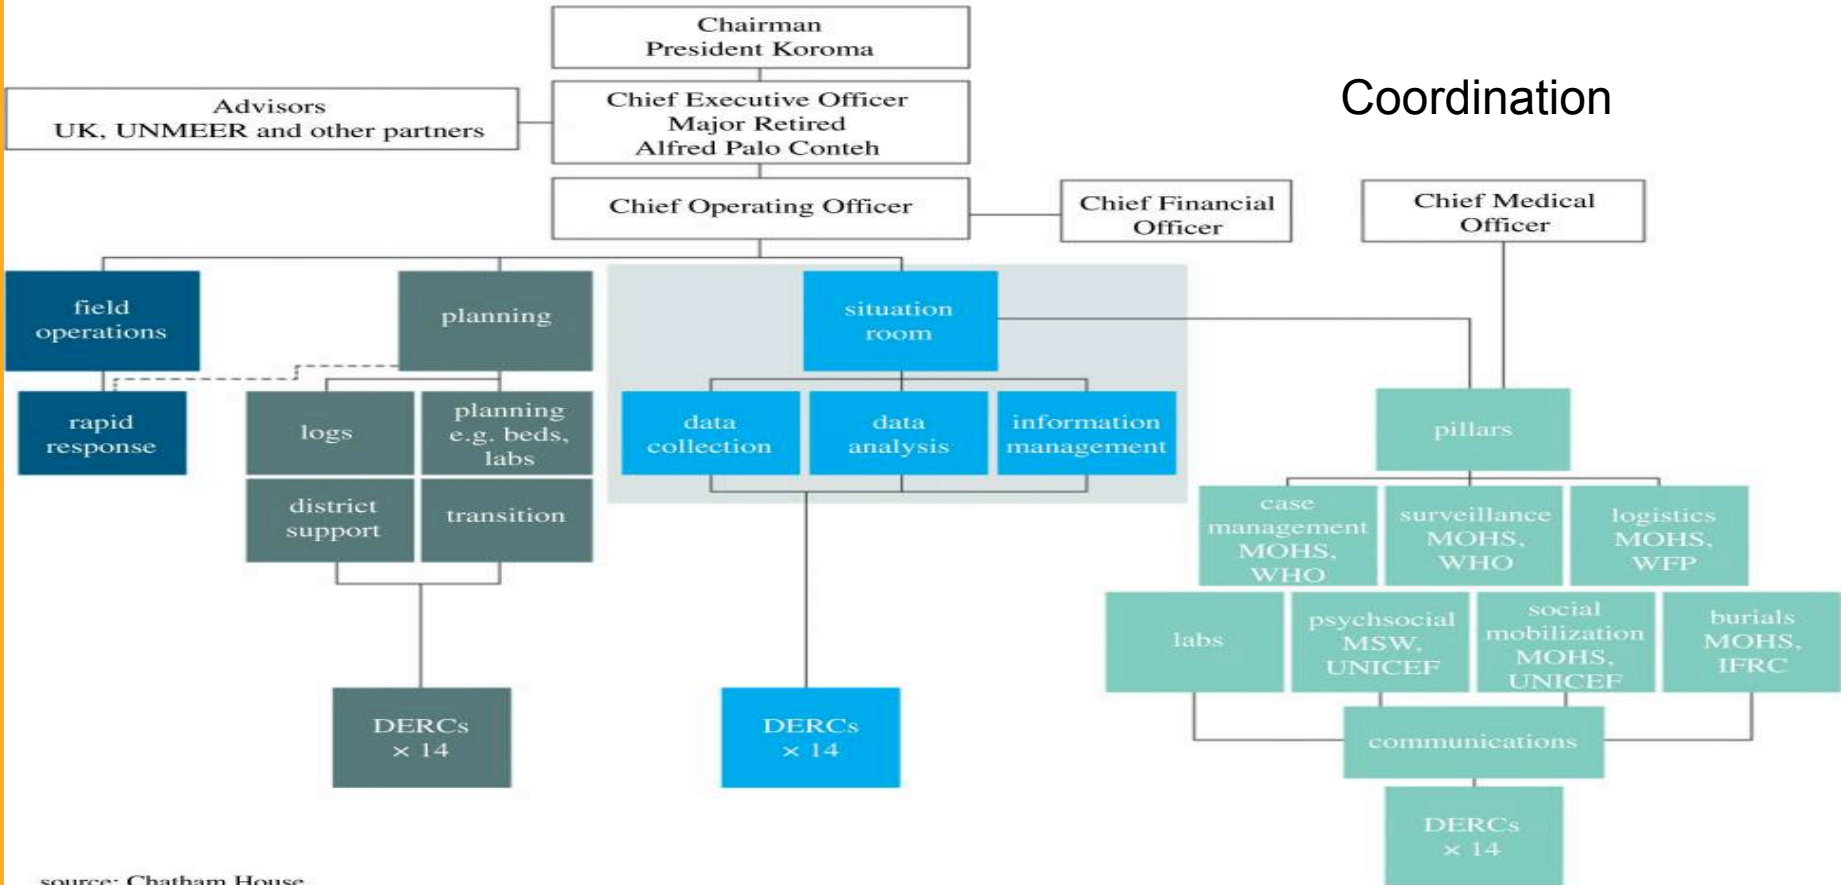 Chairman
President Koroma
Coordination
Advisors
UK, UNMEER and other partners
Chief Executive Officer
Major Retired
Alfred Palo Conteh
Chief Operating Officer
Chief Financial
Officer
Chief Medical
Officer
field
operations
planning
situation
room
rapid
response
logs
planning
e.g. beds,
labs
data
collection
data
analysis
information
management
pillars
district
support
transition
case
management
MOHS,
WHO
surveillance
MOHS,
WHO
logistics
MOHS,
WFP
labs
psychsocial
MSW,
UNICEF
social
mobilization
MOHS,
UNICEF
burials
MOHS,
IFRC
DERCs
× 14
DERCs
× 14
communications
DERCs
× 14
source: Chatham House